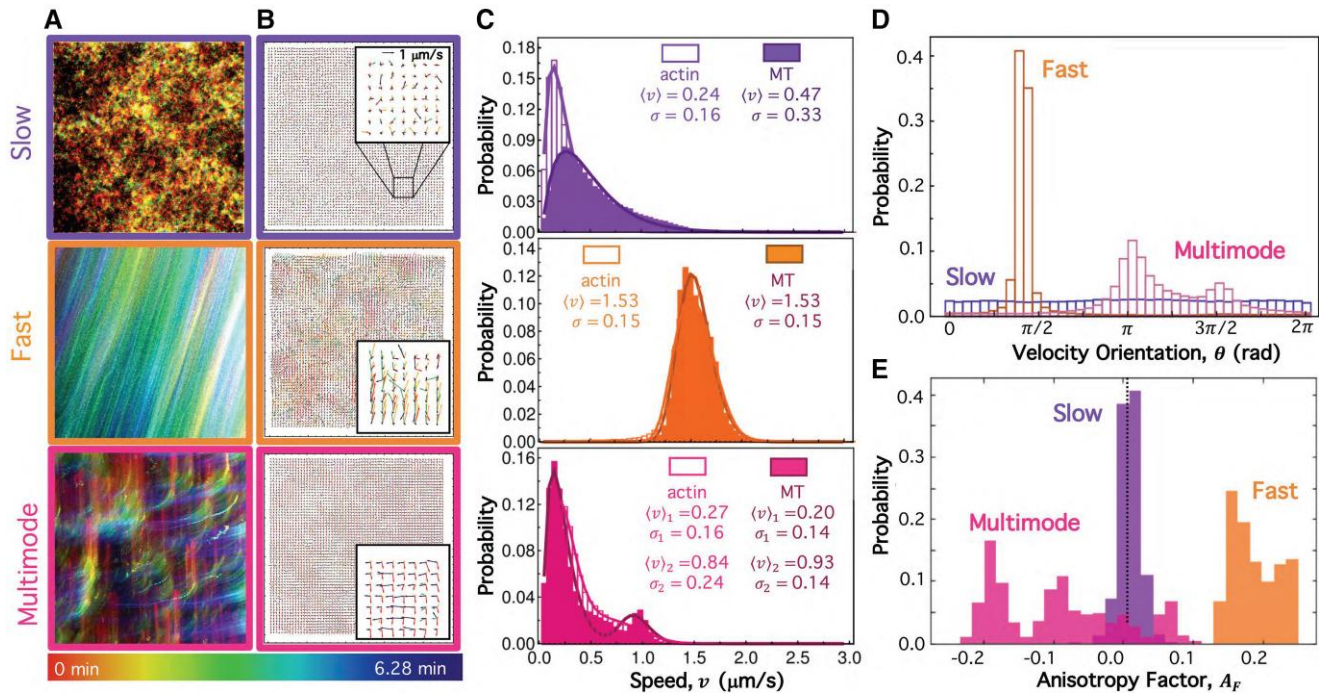 A
B
C
D
E
Slow
Fast
Multimode
0 min
6.28 min
1 μm/s
Probability
0.18
0.15
0.12
0.09
0.06
0.03
0.00
actin
⟨v⟩ = 0.24
σ = 0.16
MT
⟨v⟩ = 0.47
σ = 0.33
Probability
0.14
0.12
0.10
0.08
0.06
0.04
0.02
0.00
actin
⟨v⟩ = 1.53
σ = 0.15
MT
⟨v⟩ = 1.53
σ = 0.15
Probability
0.16
0.12
0.08
0.04
0.00
actin
⟨v⟩₁ = 0.27
σ₁ = 0.16
⟨v⟩₂ = 0.84
σ₂ = 0.24
MT
⟨v⟩₁ = 0.20
σ₁ = 0.14
⟨v⟩₂ = 0.93
σ₂ = 0.14
0.0 0.5 1.0 1.5 2.0 2.5 3.0
Speed, v (μm/s)
Probability
0.4
0.3
0.2
0.1
0.0
Fast
Slow
Multimode
0 π/2 π 3π/2 2π
Velocity Orientation, θ (rad)
Probability
0.4
0.3
0.2
0.1
0.0
Slow
Fast
Multimode
-0.2 -0.1 0.0 0.1 0.2
Anisotropy Factor, A_F